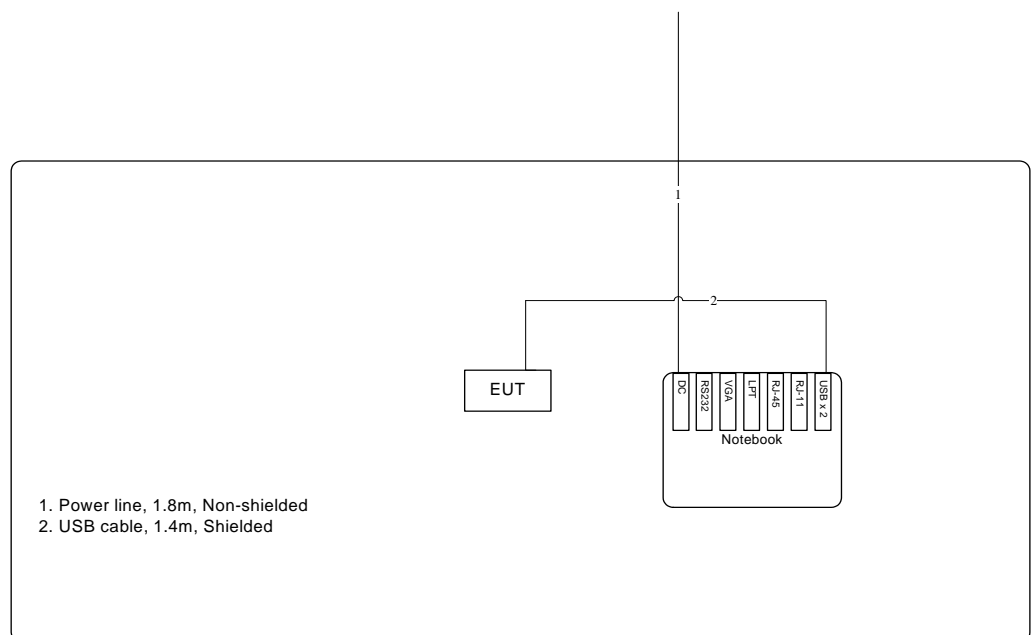 1
2
EUT
DC
RS232
VGA
LPT
RJ-45
RJ-11
USB x 2
Notebook
1. Power line, 1.8m, Non-shielded
2. USB cable, 1.4m, Shielded